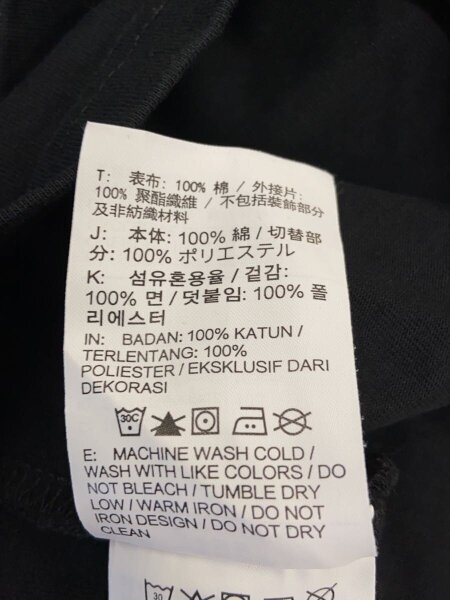 T: 表布: 100% 棉 / 外接片:
100% 聚酯纖維 / 不包括裝飾部分
及非紡織材料
J: 本体: 100% 綿 / 切替部
分: 100% ポリエステル
K: 섬유혼용율 / 겉감:
100% 면 / 덧붙임: 100% 폴
리에스터
IN: BADAN: 100% KATUN /
TERLENTANG: 100%
POLIESTER / EKSKLUSIF DARI
DEKORASI
30C
E: MACHINE WASH COLD /
WASH WITH LIKE COLORS / DO
NOT BLEACH / TUMBLE DRY
LOW / WARM IRON / DO NOT
IRON DESIGN / DO NOT DRY
CLEAN
30C